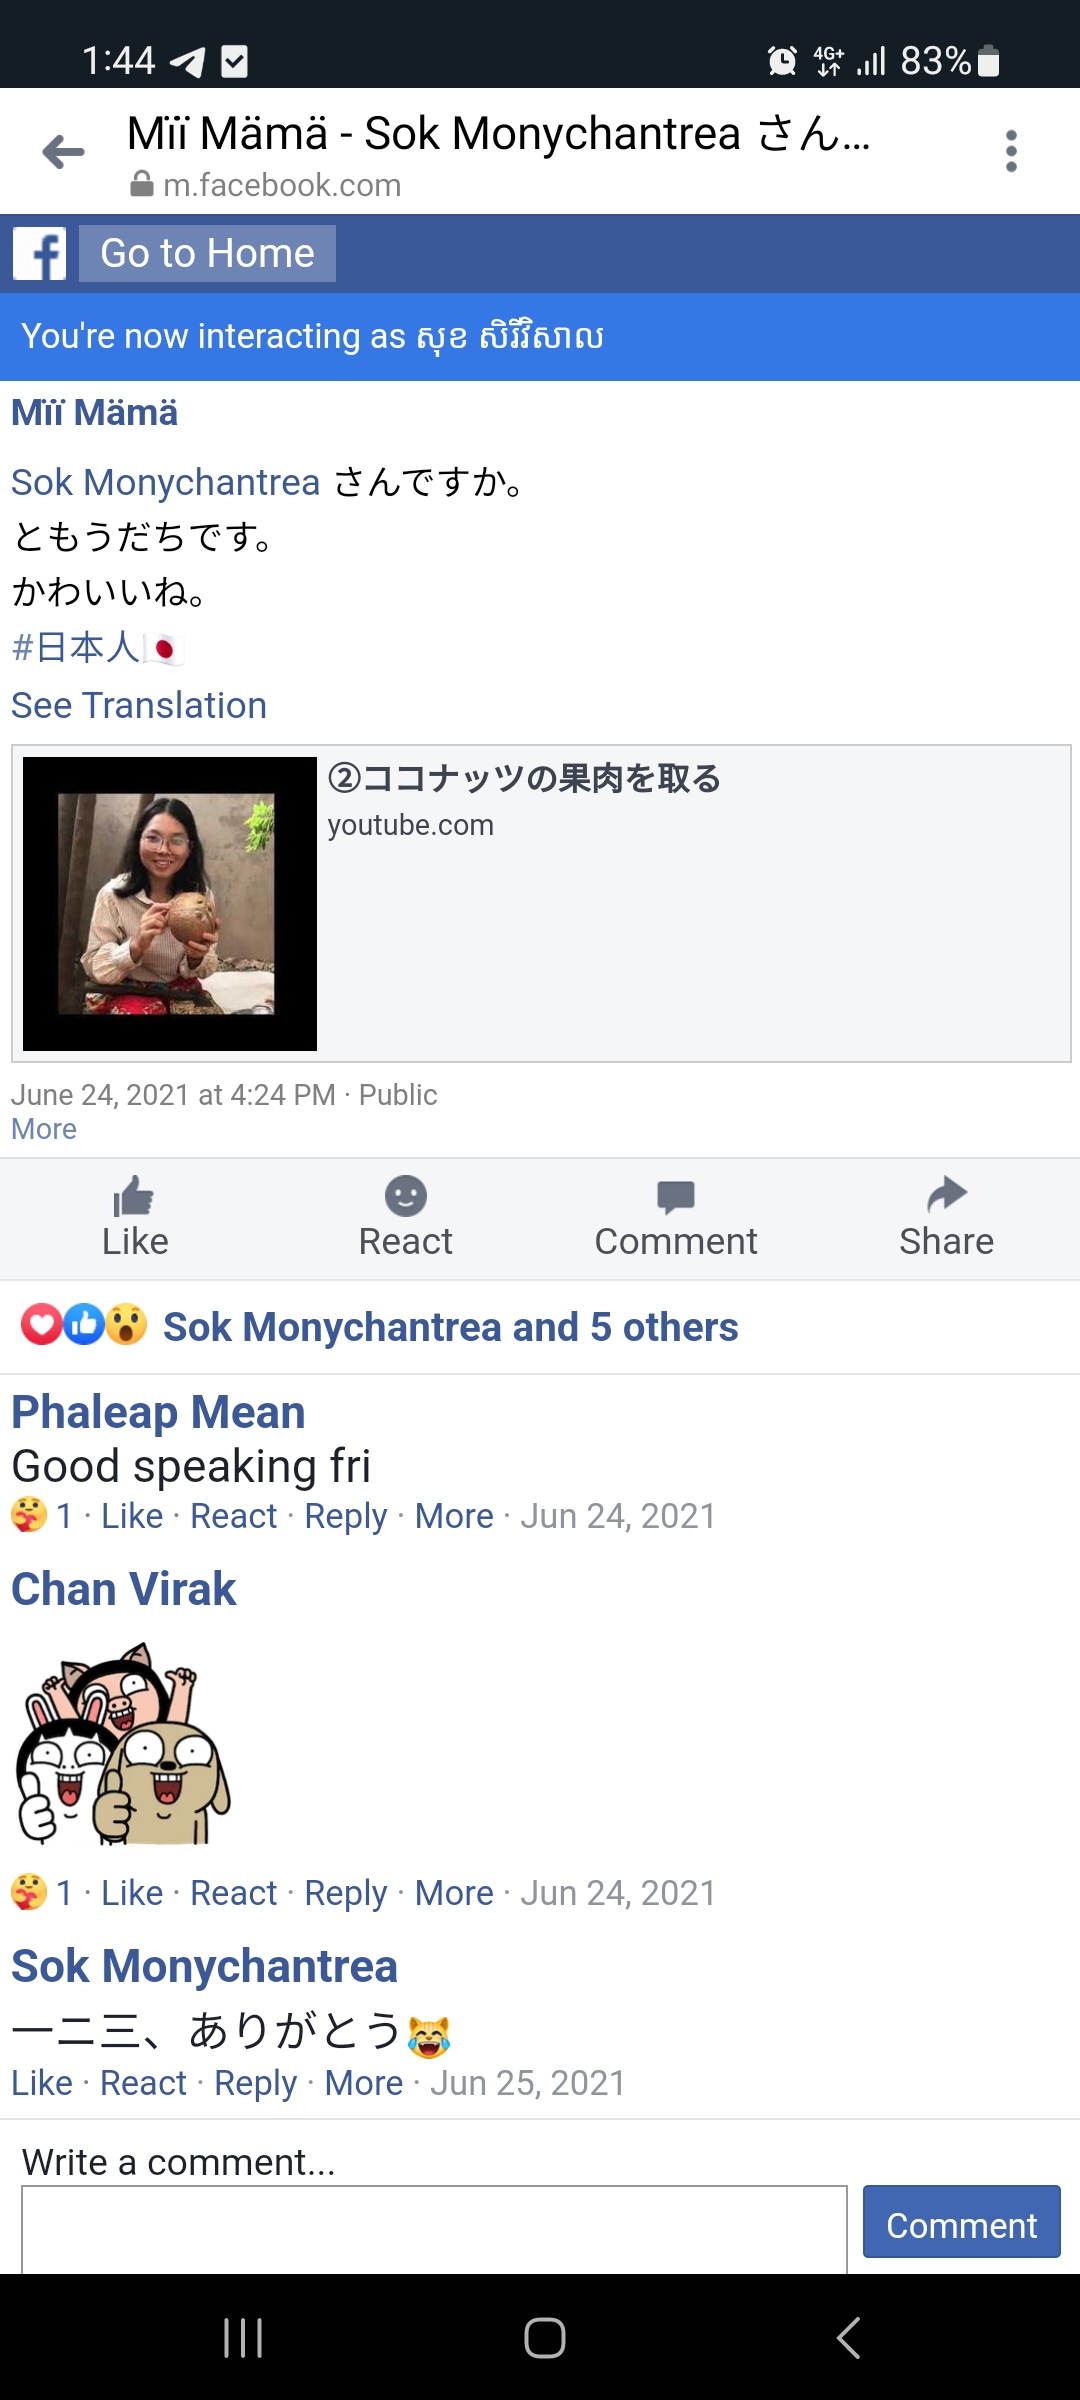 1:44
4G+ 83%
Mïï Mämä - Sok Monychantrea さん...
m.facebook.com
Go to Home
You're now interacting as សុខ សិរីវិសាល
Mïï Mämä
Sok Monychantrea さんですか。
ともうだちです。
かわいいね。
#日本人🇯🇵
See Translation
②ココナッツの果肉を取る
youtube.com
June 24, 2021 at 4:24 PM · Public
More
Like React Comment Share
Sok Monychantrea and 5 others
Phaleap Mean
Good speaking fri
1 · Like · React · Reply · More · Jun 24, 2021
Chan Virak
1 · Like · React · Reply · More · Jun 24, 2021
Sok Monychantrea
一二三、ありがとう😹
Like · React · Reply · More · Jun 25, 2021
Write a comment...
Comment